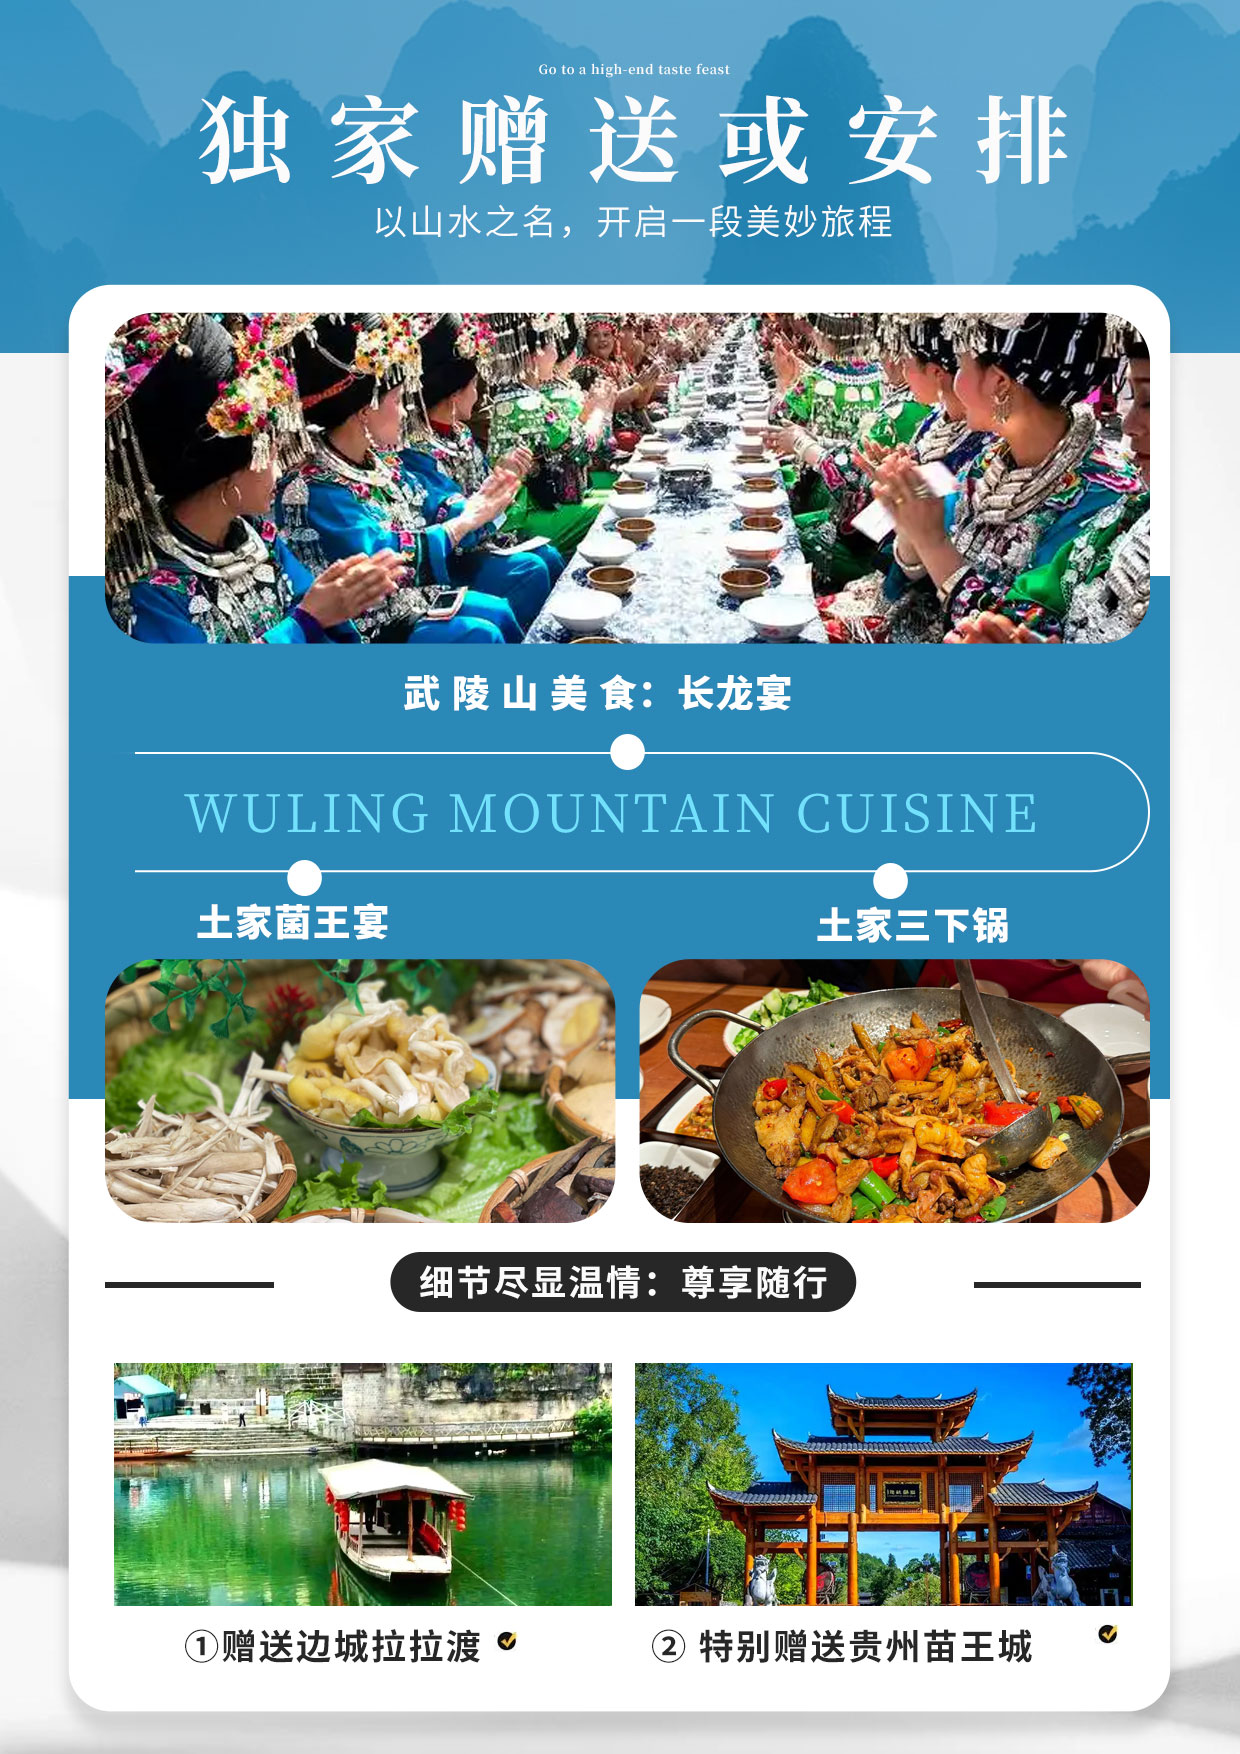 Go to a high-end taste feast
独家赠送或安排
以山水之名，开启一段美妙旅程
武陵山美食：长龙宴
WULING MOUNTAIN CUISINE
土家菌王宴
土家三下锅
细节尽显温情：尊享随行
①赠送边城拉拉渡
② 特别赠送贵州苗王城